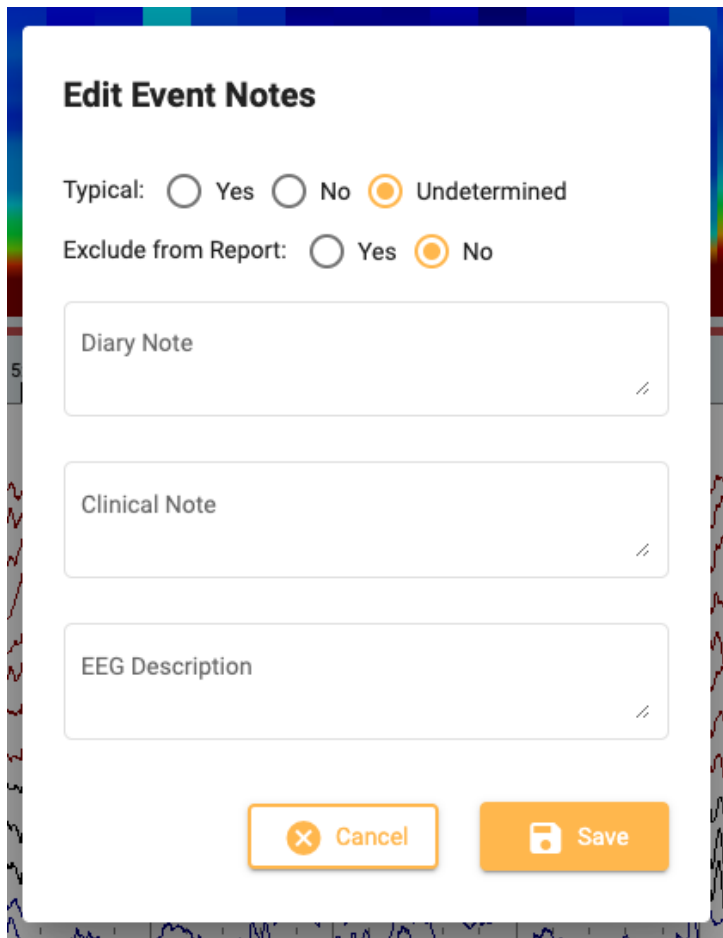 Edit Event Notes
Typical: Yes No Undetermined
Exclude from Report: Yes No
5
Diary Note
Clinical Note
EEG Description
Cancel Save